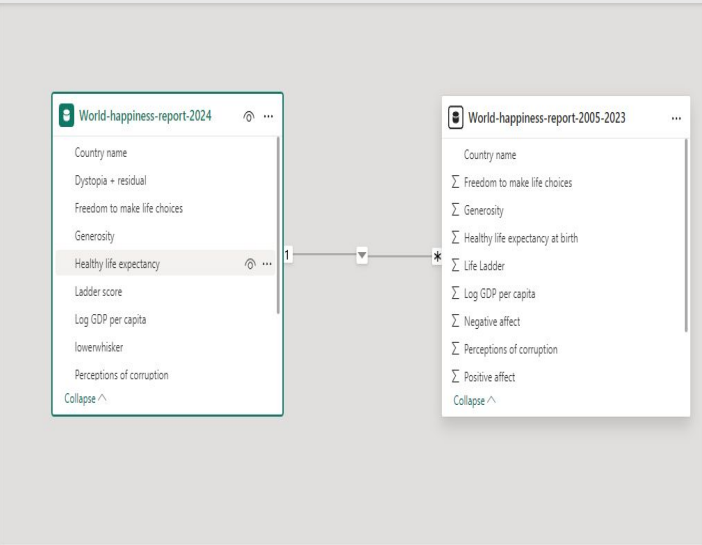 World-happiness-report-2024
Country name
Dystopia + residual
Freedom to make life choices
Generosity
Healthy life expectancy
Ladder score
Log GDP per capita
lowerwhisker
Perceptions of corruption
Collapse
1
*
World-happiness-report-2005-2023
Country name
∑ Freedom to make life choices
∑ Generosity
∑ Healthy life expectancy at birth
∑ Life Ladder
∑ Log GDP per capita
∑ Negative affect
∑ Perceptions of corruption
∑ Positive affect
Collapse